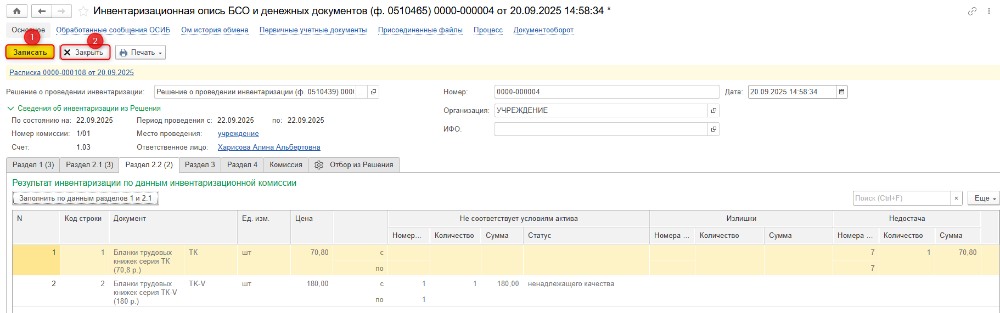 Инвентаризационная опись БСО и денежных документов (ф. 0510465) 0000-000004 от 20.09.2025 14:58:34 *
Основное Обработанные сообщения ОСИБ Ом история обмена Первичные учетные документы Присоединенные файлы Процесс Документооборот
1 2
Записать Закрыть Печать
Расписка 0000-000108 от 20.09.2025
Решение о проведении инвентаризации: Решение о проведении инвентаризации (ф. 0510439) 000 ... Номер: 0000-000004 Дата: 20.09.2025 14:58:34
Сведения об инвентаризации из Решения Организация: УЧРЕЖДЕНИЕ
По состоянию на: 22.09.2025 Период проведения с: 22.09.2025 по: 22.09.2025
Номер комиссии: 1/01 Место проведения: учреждение ИФО:
Счет: 1.03 Ответственное лицо: Харисова Алина Альбертовна
Раздел 1 (3) Раздел 2.1 (3) Раздел 2.2 (2) Раздел 3 Раздел 4 Комиссия Отбор из Решения
Результат инвентаризации по данным инвентаризационной комиссии
Заполнить по данным разделов 1 и 2.1 Поиск (Ctrl+F) × Еще
N Код строки Документ Ед. изм. Цена Не соответствует условиям актива Излишки Недостача
Номер... Количество Сумма Статус Номера ... Количество Сумма Номера ... Количество Сумма
1 1 Бланки трудовых ТК шт 70,80 с 7 1 70,80
книжек серия ТК
(70,8 р.) по 7
2 2 Бланки трудовых ТК-V шт 180,00 с 1 1 180,00 ненадлежащего качества
книжек серия ТК-V
(180 р.) по 1